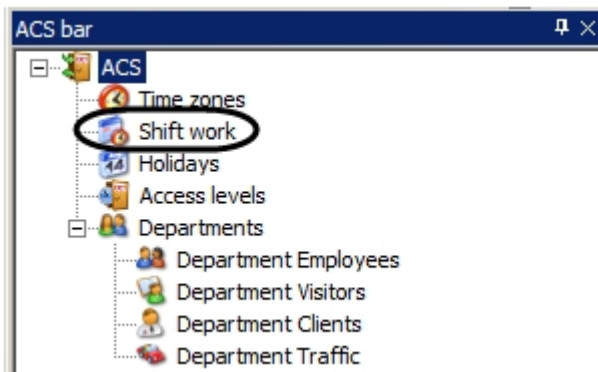 ACS bar
ACS
Time zones
Shift work
Holidays
Access levels
Departments
Department Employees
Department Visitors
Department Clients
Department Traffic